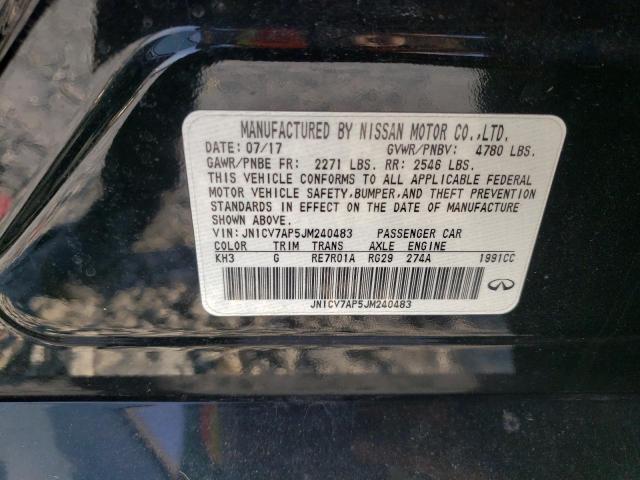 MANUFACTURED BY NISSAN MOTOR CO.,LTD.
DATE: 07/17 GVWR/PNBV: 4780 LBS.
GAWR/PNBE FR: 2271 LBS. RR: 2546 LBS.
THIS VEHICLE CONFORMS TO ALL APPLICABLE FEDERAL
MOTOR VEHICLE SAFETY,BUMPER,AND THEFT PREVENTION
STANDARDS IN EFFECT ON THE DATE OF MANUFACTURE
SHOWN ABOVE.
VIN:JN1CV7AP5JM240483 PASSENGER CAR
COLOR TRIM TRANS AXLE ENGINE
KH3 G RE7R01A RG29 274A 1991CC
JN1CV7AP5JM240483